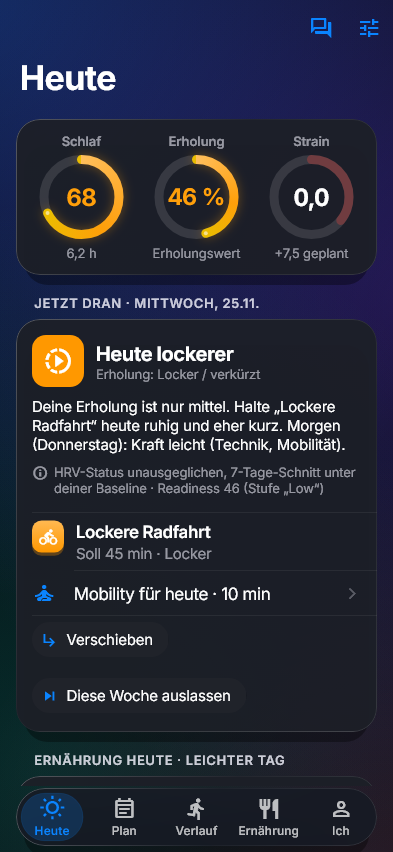 Heute
Schlaf
Erholung
Strain
68
46 %
0,0
6,2 h
Erholungswert
+7,5 geplant
JETZT DRAN · MITTWOCH, 25.11.
Heute lockerer
Erholung: Locker / verkürzt
Deine Erholung ist nur mittel. Halte „Lockere
Radfahrt“ heute ruhig und eher kurz. Morgen
(Donnerstag): Kraft leicht (Technik, Mobilität).
HRV-Status unausgeglichen, 7-Tage-Schnitt unter
deiner Baseline · Readiness 46 (Stufe „Low“)
Lockere Radfahrt
Soll 45 min · Locker
Mobility für heute · 10 min
Verschieben
Diese Woche auslassen
ERNÄHRUNG HEUTE · LEICHTER TAG
Heute
Plan
Verlauf
Ernährung
Ich